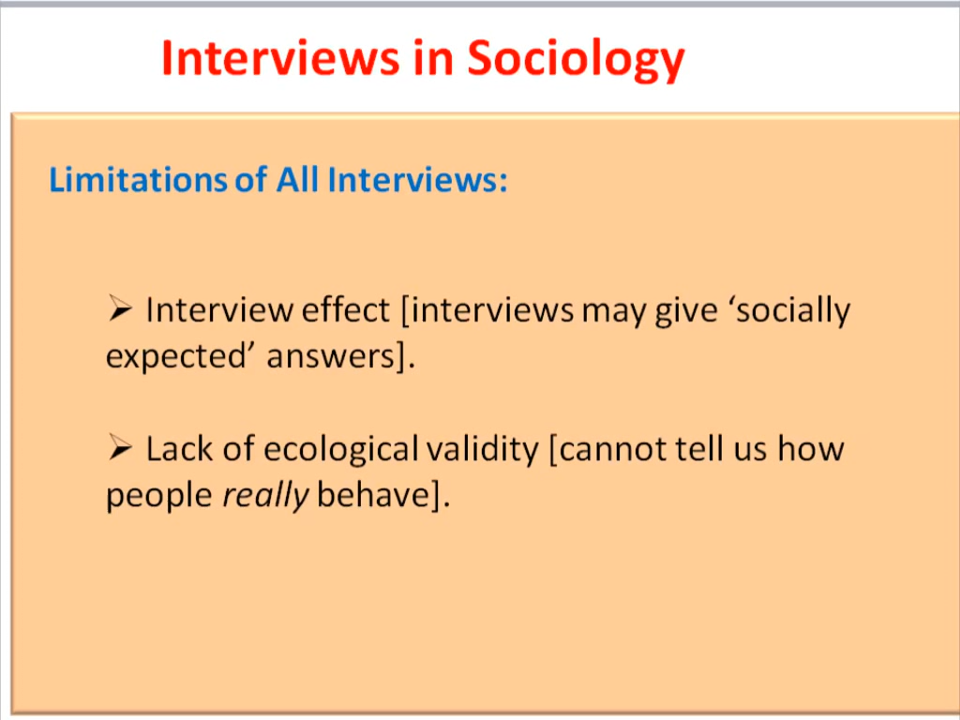 Interviews in Sociology
Limitations of All Interviews:
➢ Interview effect [interviews may give ‘socially
expected’ answers].
➢ Lack of ecological validity [cannot tell us how
people really behave].